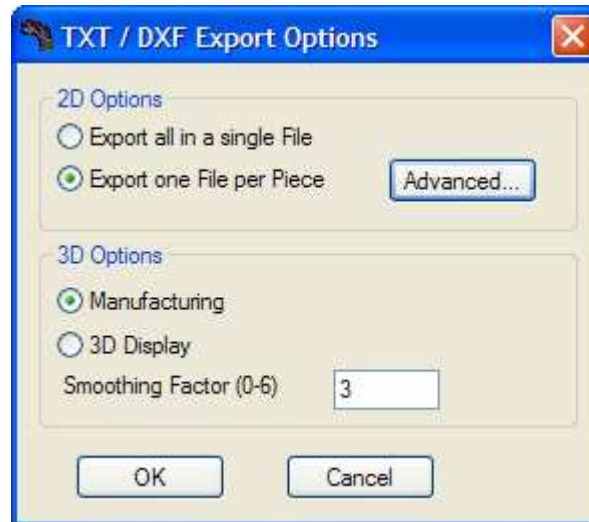 TXT / DXF Export Options
2D Options
Export all in a single File
Export one File per Piece
Advanced...
3D Options
Manufacturing
3D Display
Smoothing Factor (0-6)
3
OK
Cancel